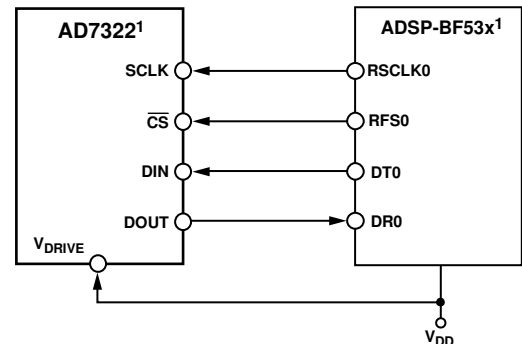 AD7322¹
ADSP-BF53x¹
SCLK
RSCLK0
CS
RFS0
DIN
DT0
DOUT
DR0
VDRIVE
VDD